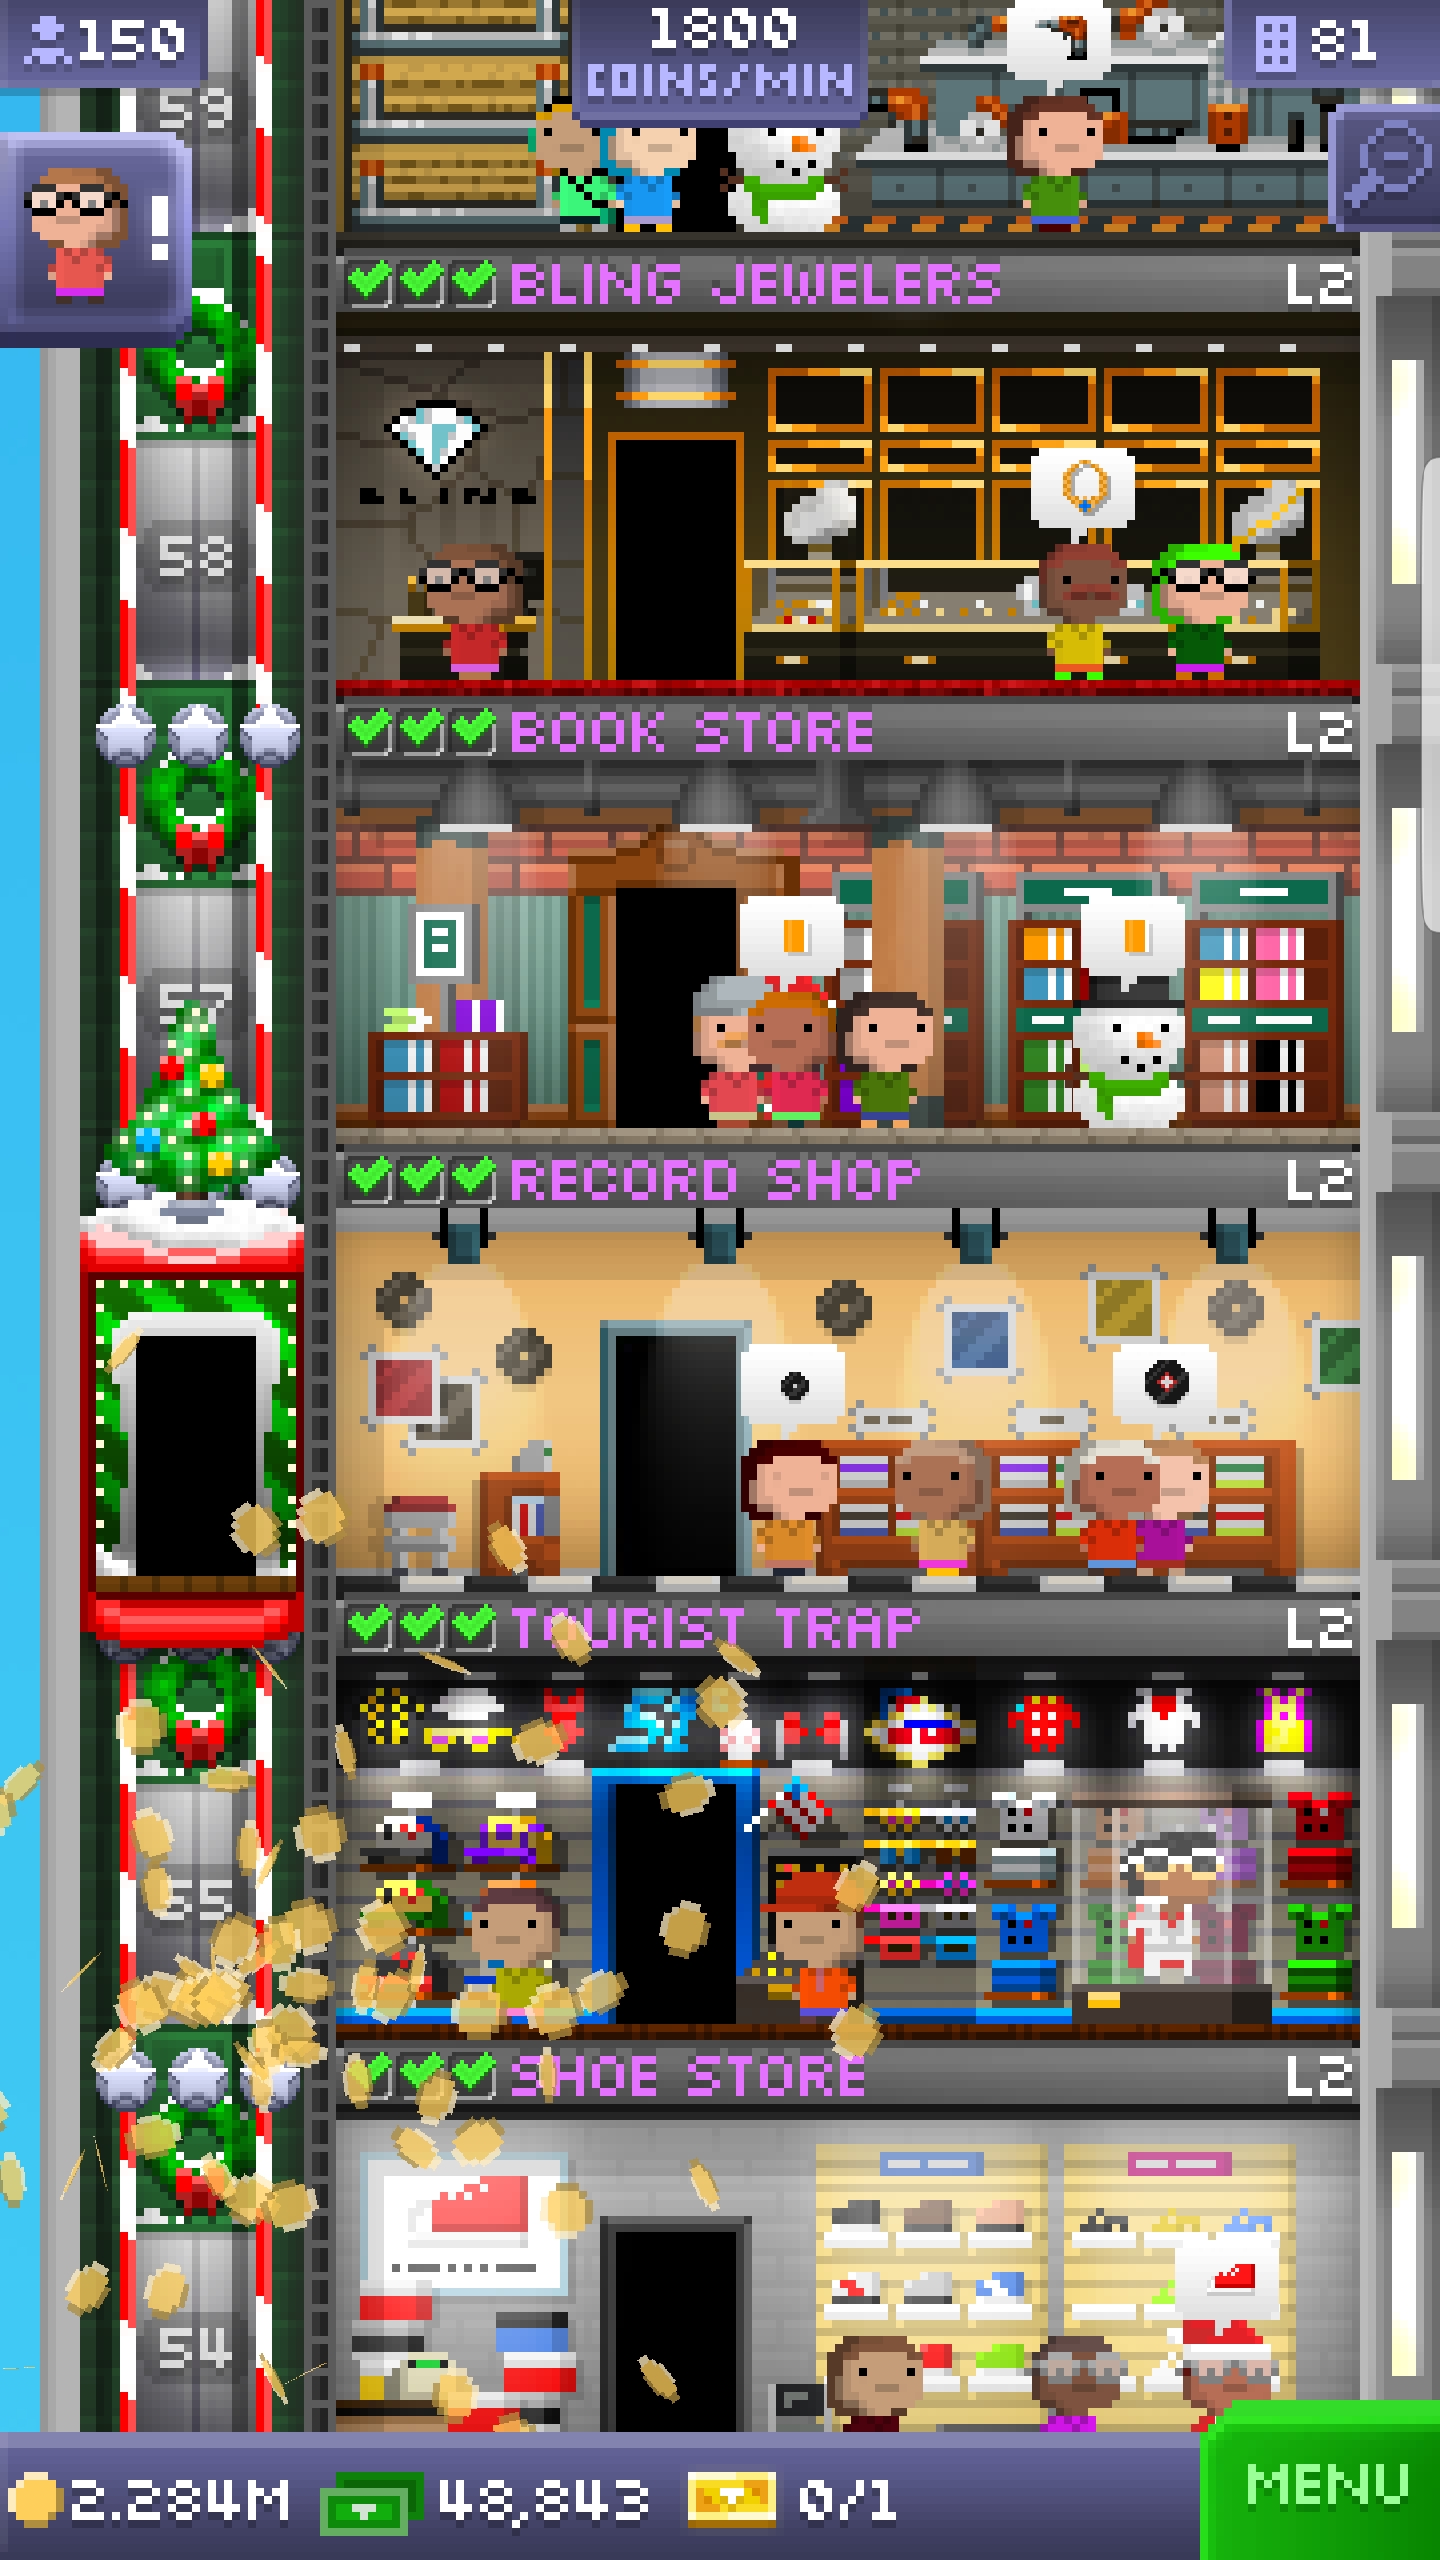 150
1800
COINS/MIN
81
59
!
BLING JEWELERS L2
BLING
58
BOOK STORE L2
57
RECORD SHOP L2
TOURIST TRAP L2
55
SHOE STORE L2
54
2.284M 48,843 0/1
MENU